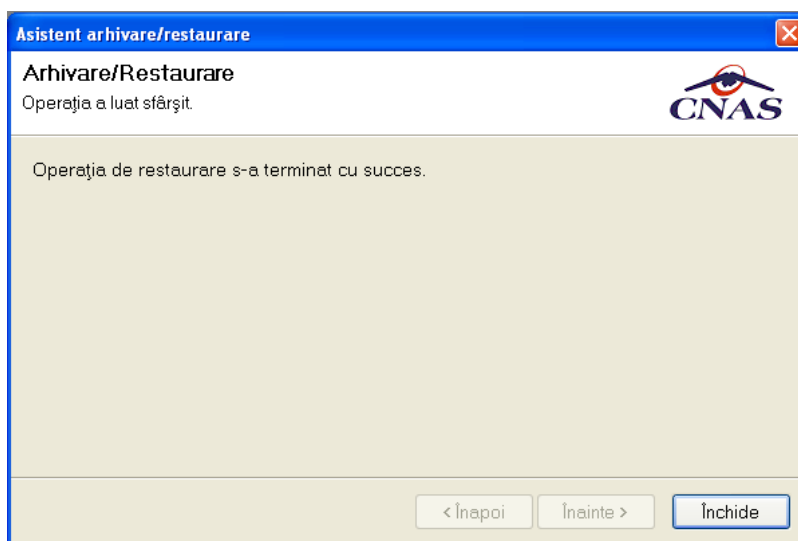 Asistent arhivare/restaurare
Arhivare/Restaurare
Operaţia a luat sfârşit.
CNAS
Operaţia de restaurare s-a terminat cu succes.
< Înapoi
Înainte >
Închide